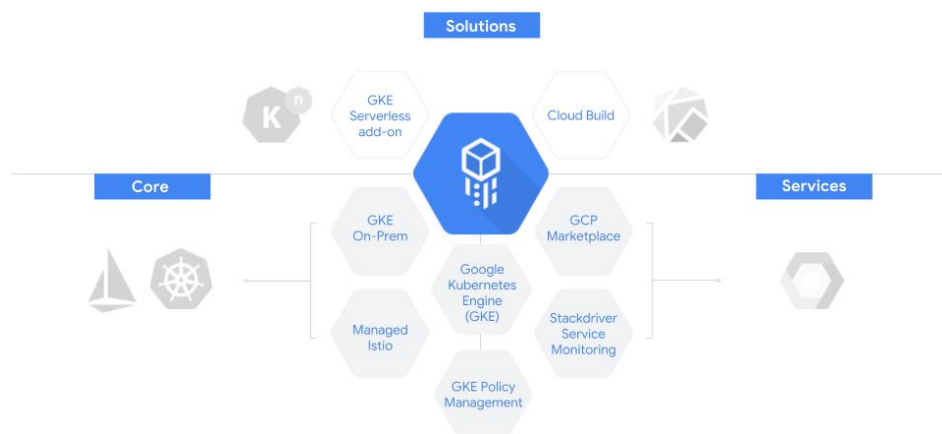 Solutions
K
n
GKE
Serverless
add-on
Cloud Build
Core
Services
GKE
On-Prem
GCP
Marketplace
Google
Kubernetes
Engine
(GKE)
Managed
Istio
Stackdriver
Service
Monitoring
GKE Policy
Management